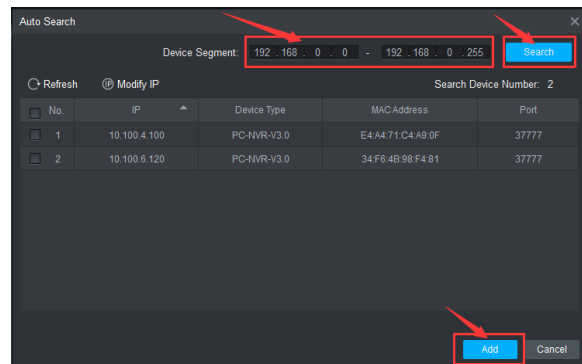 Auto Search
Device Segment: 192 . 168 . 0 . 0 - 192 . 168 . 0 . 255 Search
Refresh IP Modify IP Search Device Number: 2
No. IP Device Type MAC Address Port
1 10.100.4.100 PC-NVR-V3.0 E4:A4:71:C4:A9:0F 37777
2 10.100.6.120 PC-NVR-V3.0 34:F6:4B:98:F4:81 37777
Add Cancel